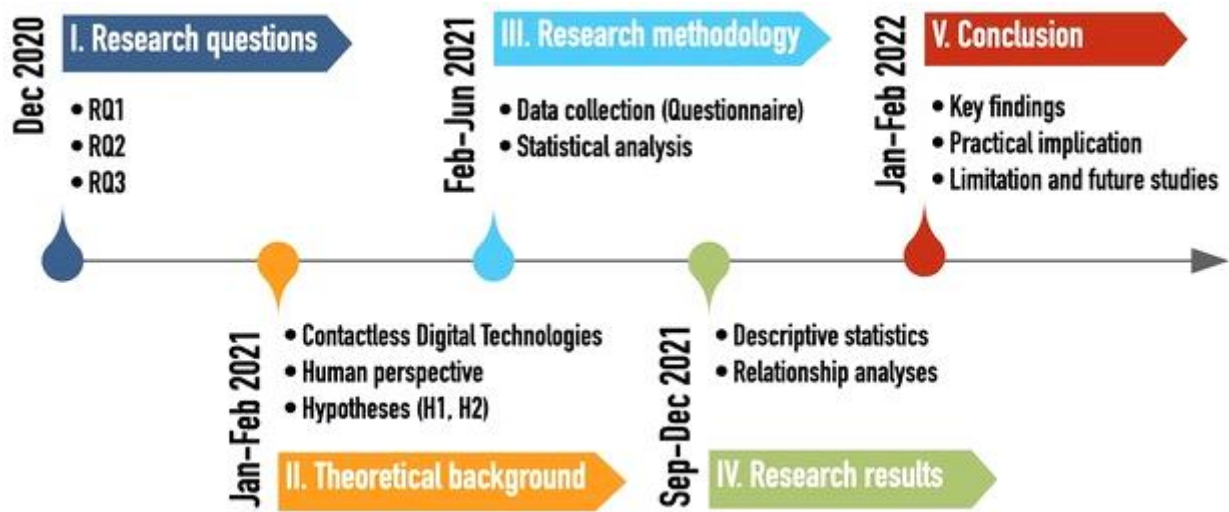 Dec 2020
I. Research questions
• RQ1
• RQ2
• RQ3
Jan–Feb 2021
• Contactless Digital Technologies
• Human perspective
• Hypotheses (H1, H2)
II. Theoretical background
Feb–Jun 2021
III. Research methodology
• Data collection (Questionnaire)
• Statistical analysis
Sep–Dec 2021
• Descriptive statistics
• Relationship analyses
IV. Research results
Jan–Feb 2022
V. Conclusion
• Key findings
• Practical implication
• Limitation and future studies